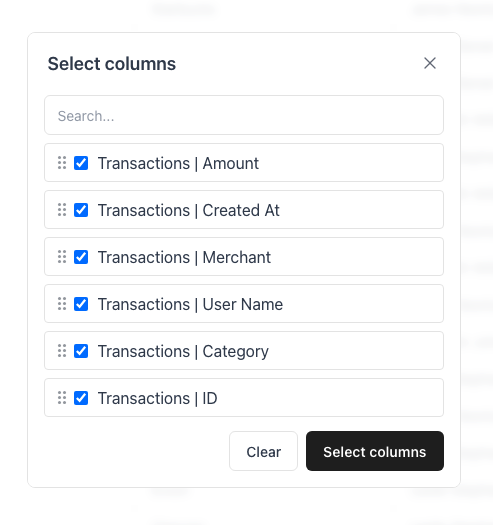 Select columns
Search...
Transactions | Amount
Transactions | Created At
Transactions | Merchant
Transactions | User Name
Transactions | Category
Transactions | ID
Clear
Select columns